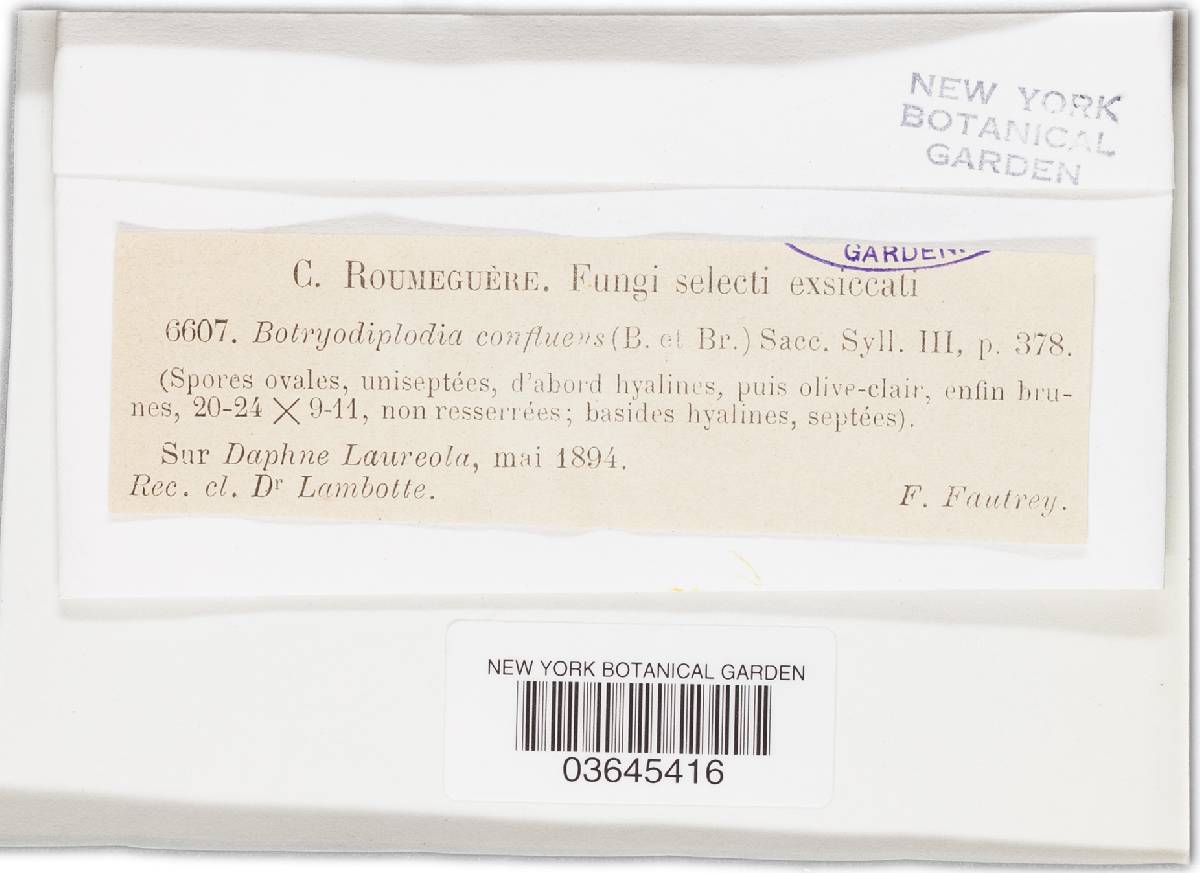 NEW YORK
BOTANICAL
GARDEN
GARDEN.
C. ROUMEGUÈRE. Fungi selecti exsiccati
6607. Botryodiplodia confluens (B. et Br.) Sacc. Syll. III, p. 378.
(Spores ovales, uniseptées, d'abord hyalines, puis olive-clair, enfin bru-
nes, 20-24 × 9-11, non resserrées; basides hyalines, septées).
Sur Daphne Laureola, mai 1894.
Rec. cl. Dr Lambotte. F. Fautrey.
NEW YORK BOTANICAL GARDEN
03645416